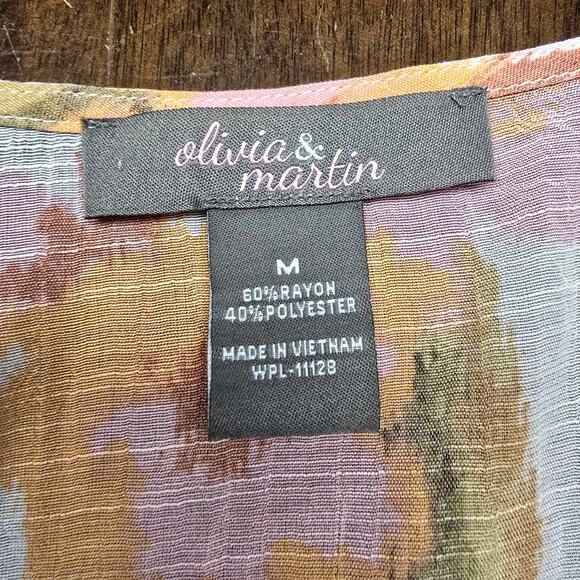 olivia &
martin
M
60% RAYON
40% POLYESTER
MADE IN VIETNAM
WPL-11128